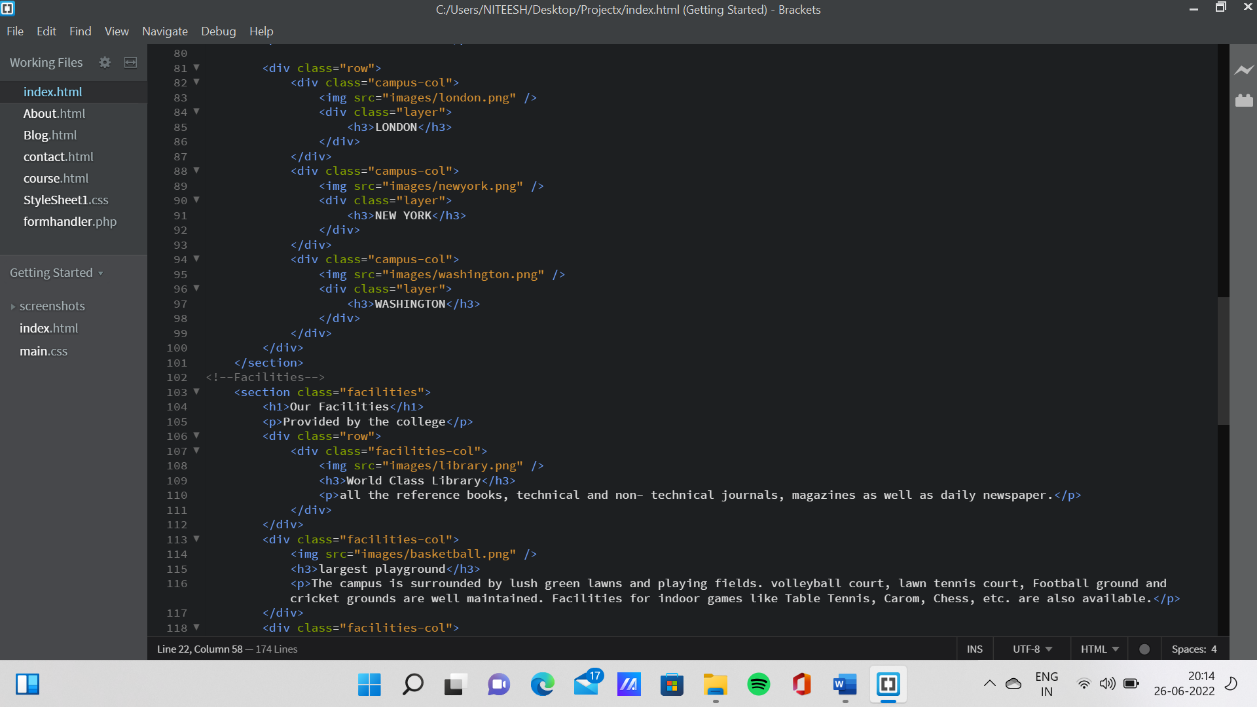 C:/Users/NITEESH/Desktop/Projectx/index.html (Getting Started) - Brackets
File Edit Find View Navigate Debug Help
Working Files
index.html
About.html
Blog.html
contact.html
course.html
StyleSheet1.css
formhandler.php
Getting Started
screenshots
index.html
main.css
80
81 <div class="row">
82 <div class="campus-col">
83 <img src="images/london.png" />
84 <div class="layer">
85 <h3>LONDON</h3>
86 </div>
87 </div>
88 <div class="campus-col">
89 <img src="images/newyork.png" />
90 <div class="layer">
91 <h3>NEW YORK</h3>
92 </div>
93 </div>
94 <div class="campus-col">
95 <img src="images/washington.png" />
96 <div class="layer">
97 <h3>WASHINGTON</h3>
98 </div>
99 </div>
100 </div>
101 </section>
102 <!--Facilities-->
103 <section class="facilities">
104 <h1>Our Facilities</h1>
105 <p>Provided by the college</p>
106 <div class="row">
107 <div class="facilities-col">
108 <img src="images/library.png" />
109 <h3>World Class Library</h3>
110 <p>all the reference books, technical and non- technical journals, magazines as well as daily newspaper.</p>
111 </div>
112 </div>
113 <div class="facilities-col">
114 <img src="images/basketball.png" />
115 <h3>largest playground</h3>
116 <p>The campus is surrounded by lush green lawns and playing fields. volleyball court, lawn tennis court, Football ground and
cricket grounds are well maintained. Facilities for indoor games like Table Tennis, Carom, Chess, etc. are also available.</p>
117 </div>
118 <div class="facilities-col">
Line 22, Column 58 — 174 Lines
INS UTF-8 HTML Spaces: 4
17
W
ENG
IN
20:14
26-06-2022